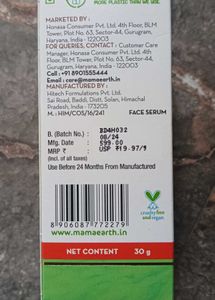 MORE PLASTIC THAN WE USE.
MARKETED BY :
Honasa Consumer Pvt. Ltd. 4th Floor, BLM
Tower, Plot No. 63, Sector-44, Gurugram,
Haryana, India - 122003
FOR QUERIES, CONTACT : Customer Care
Manager, Honasa Consumer Pvt. Ltd. 4th
Floor, BLM Tower, Plot No. 63, Sector-44,
Gurugram, Haryana, India - 122003
Call : +91 8901555444
Email : care@mamaearth.in
MANUFACTURED BY :
Hitech Formulations Pvt. Ltd.
Sai Road, Baddi, Distt. Solan, Himachal
Pradesh, India - 173205
M.L.: HIM/COS/16/241 FACE SERUM
B. (Batch No.) : BD4H032
Mfg. Date : 08/24
MRP ₹ : 599.00
(Incl. of all taxes) USP ₹19.97/g
Use Before 24 Months From Manufactured
8 906087 772279
www.mamaearth.in
cruelty free
and vegan
NET CONTENT 30 g